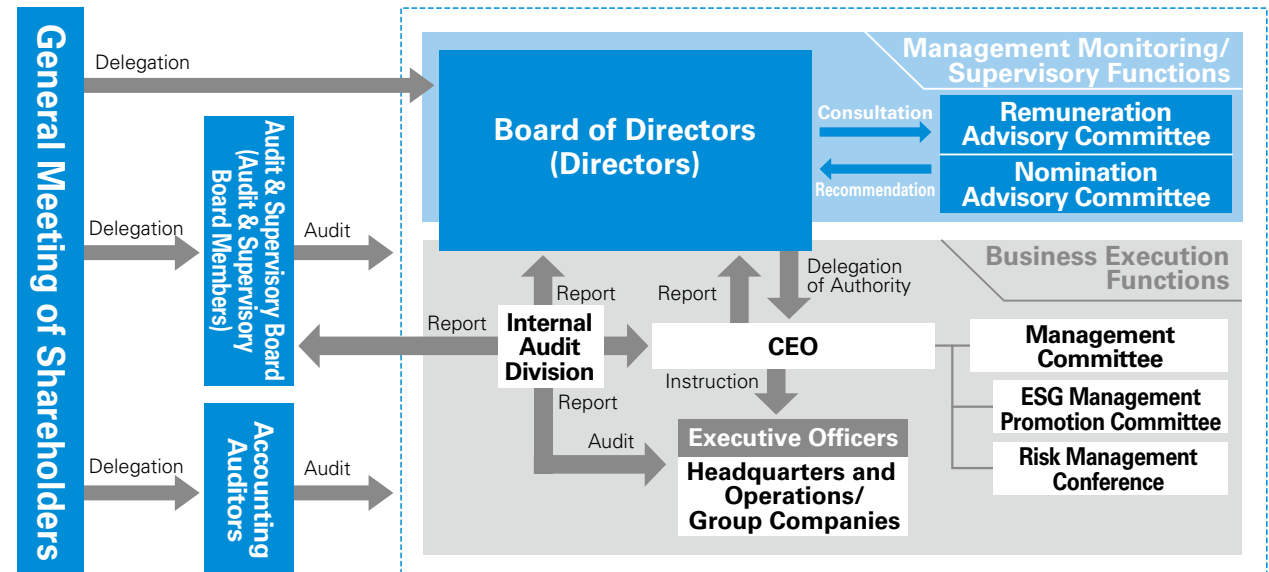 General Meeting of Shareholders
Delegation
Delegation
Delegation
Audit & Supervisory Board
(Audit & Supervisory
Board Members)
Audit
Accounting
Auditors
Audit
Management Monitoring/
Supervisory Functions
Board of Directors
(Directors)
Consultation
Recommendation
Remuneration
Advisory Committee
Nomination
Advisory Committee
Business Execution
Functions
Report
Report
Delegation
of Authority
Report
Internal
Audit
Division
CEO
Report
Instruction
Audit
Executive Officers
Headquarters and
Operations/
Group Companies
Management
Committee
ESG Management
Promotion Committee
Risk Management
Conference